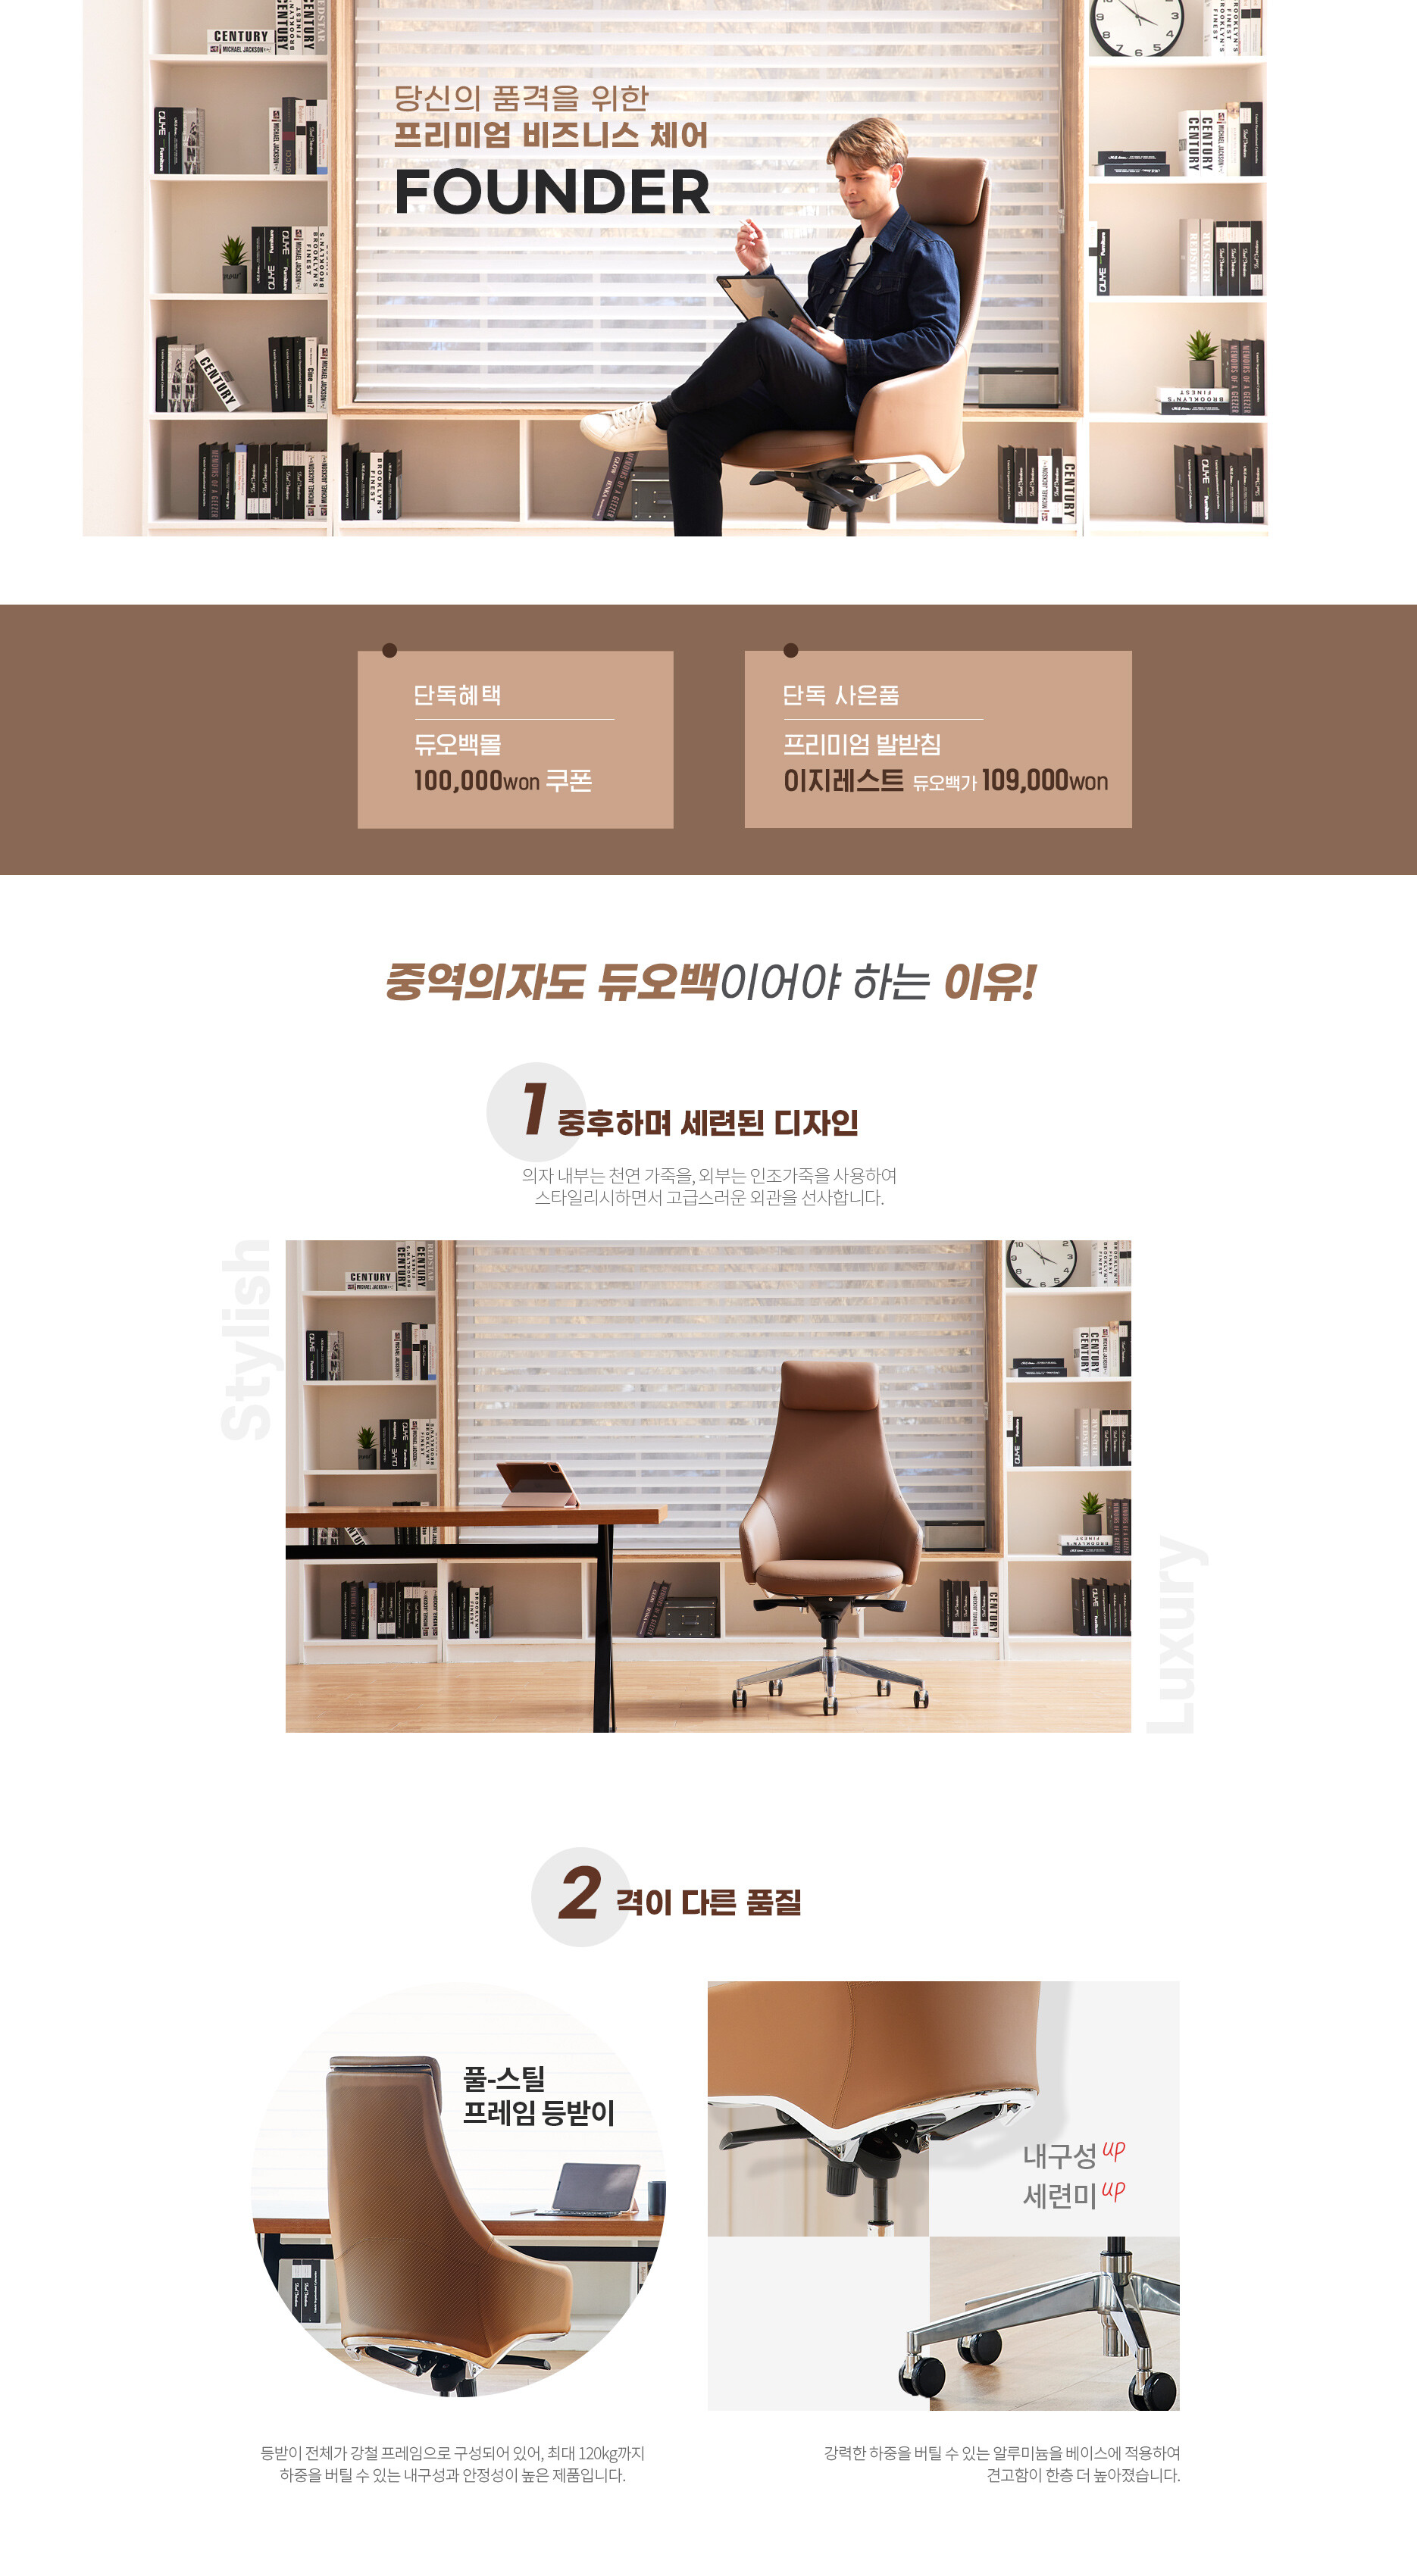 당신의 품격을 위한
프리미엄 비즈니스 체어
FOUNDER
단독혜택
듀오백몰
100,000won 쿠폰
단독 사은품
프리미엄 발받침
이지레스트 듀오백가 109,000won
중역의자도 듀오백이어야 하는 이유!
1 중후하며 세련된 디자인
의자 내부는 천연 가죽을, 외부는 인조가죽을 사용하여
스타일리시하면서 고급스러운 외관을 선사합니다.
Stylish
CENTURY
Luxury
2 격이 다른 품질
풀-스틸
프레임 등받이
내구성 up
세련미 up
등받이 전체가 강철 프레임으로 구성되어 있어, 최대 120kg까지
하중을 버틸 수 있는 내구성과 안정성이 높은 제품입니다.
강력한 하중을 버틸 수 있는 알루미늄을 베이스에 적용하여
견고함이 한층 더 높아졌습니다.